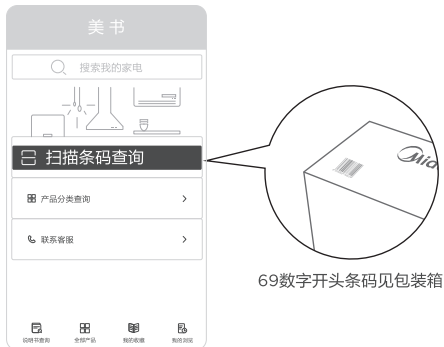 美书
搜索我的家电
扫描条码查询
Mid
产品分类查询
联系客服
69数字开头条码见包装箱
说明书查询
全部产品
我的收藏
我的浏览